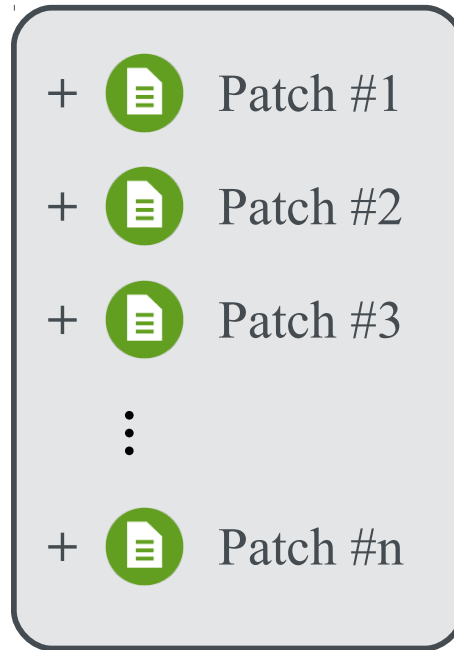 + Patch #1
+ Patch #2
+ Patch #3
⋮
+ Patch #n